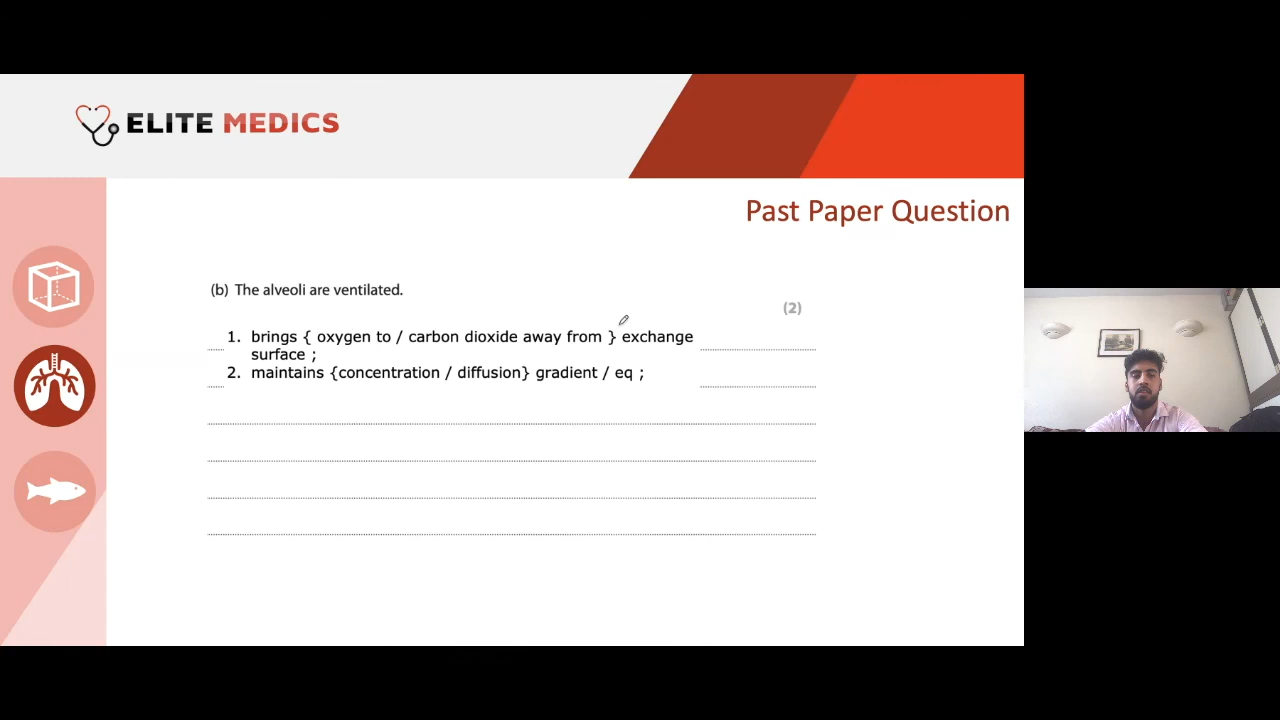 ELITE MEDICS
Past Paper Question
(b) The alveoli are ventilated.
(2)
1. brings { oxygen to / carbon dioxide away from } exchange
surface ;
2. maintains {concentration / diffusion} gradient / eq ;